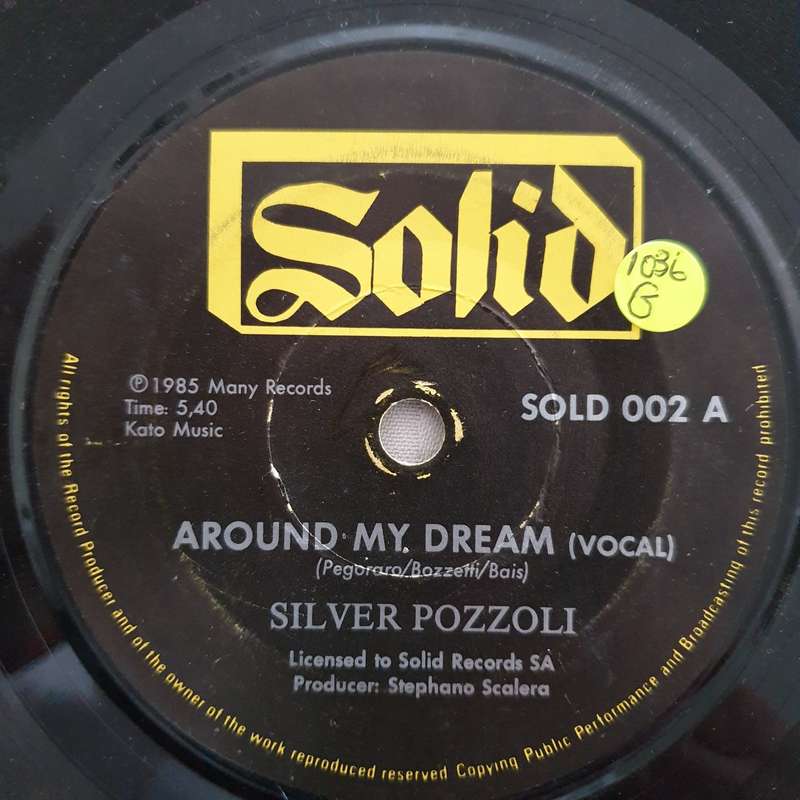 Solid
1036
G
℗1985 Many Records
Time: 5,40
Kato Music
SOLD 002 A
AROUND MY DREAM (VOCAL)
(Pegoraro/Bozzetti/Bais)
SILVER POZZOLI
Licensed to Solid Records SA
Producer: Stephano Scalera
All rights of the Record Producer and of the owner of the work reproduced reserved Copying Public Performance and Broadcasting of this record prohibited